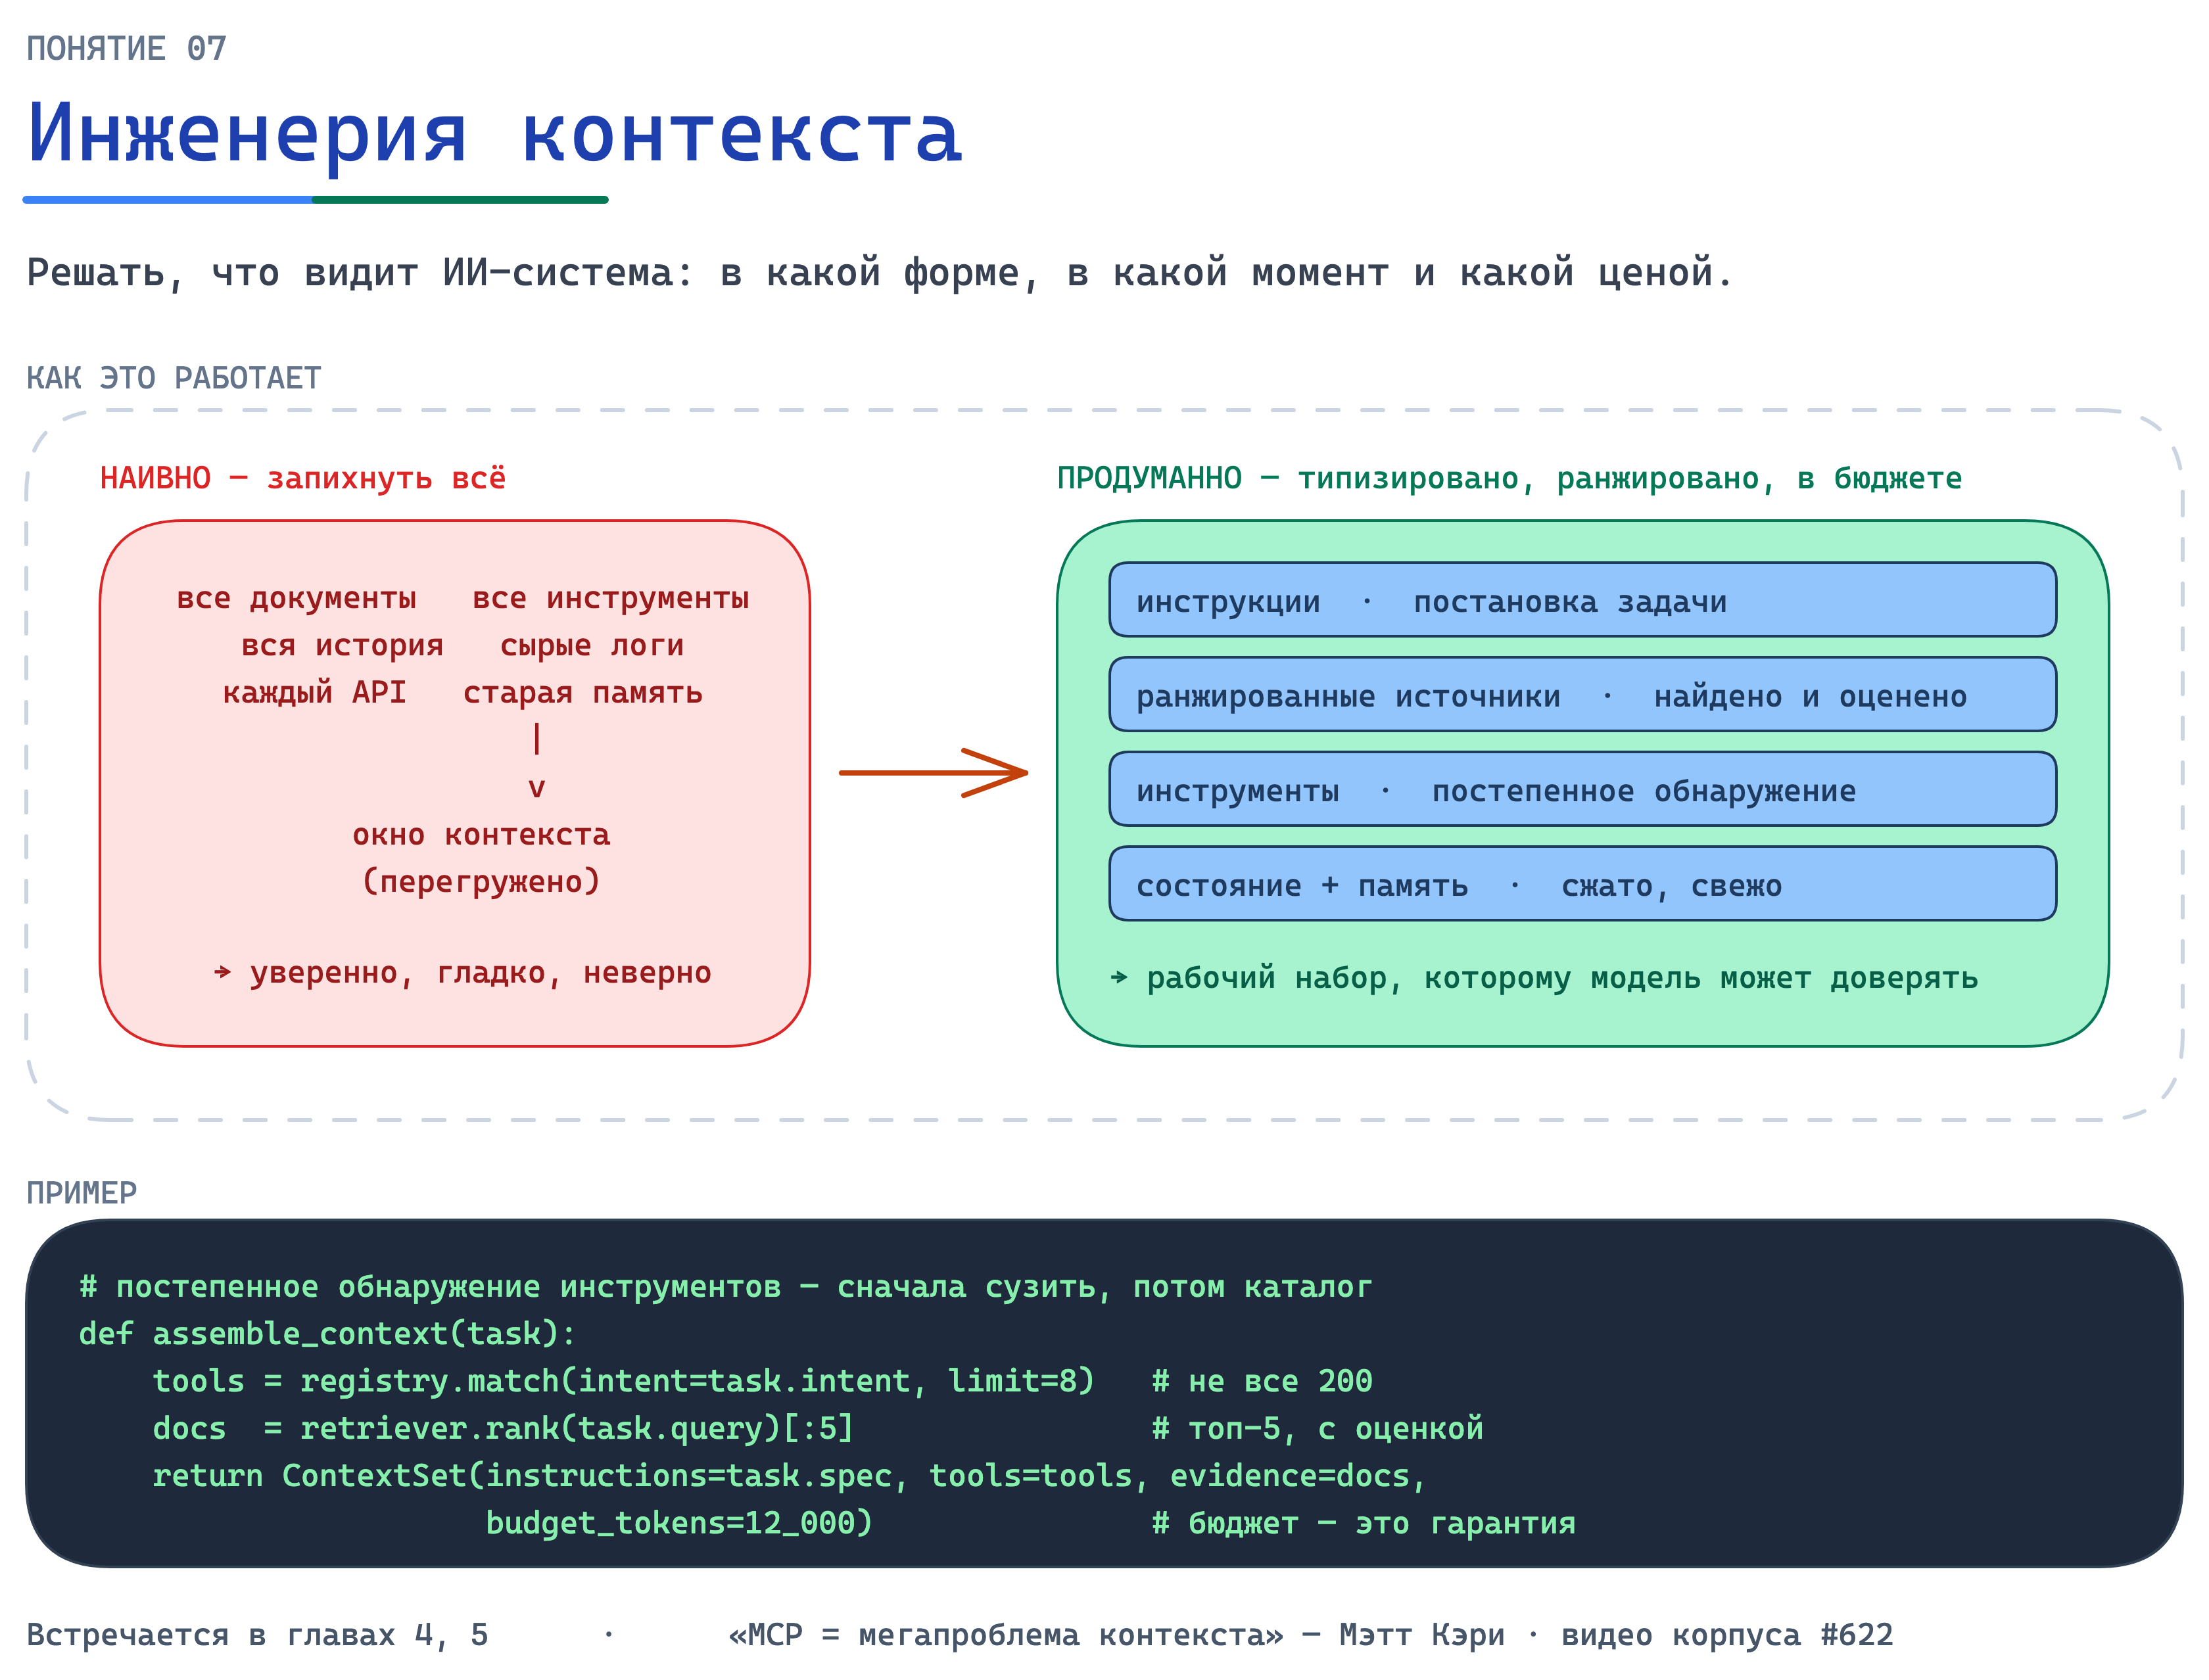 ПОНЯТИЕ 07
Инженерия контекста
Решать, что видит ИИ-система: в какой форме, в какой момент и какой ценой.
КАК ЭТО РАБОТАЕТ
НАИВНО — запихнуть всё
все документы   все инструменты
вся история   сырые логи
каждый API   старая память
|
v
окно контекста
(перегружено)
→ уверенно, гладко, неверно
ПРОДУМАННО — типизировано, ранжировано, в бюджете
инструкции · постановка задачи
ранжированные источники · найдено и оценено
инструменты · постепенное обнаружение
состояние + память · сжато, свежо
→ рабочий набор, которому модель может доверять
ПРИМЕР
# постепенное обнаружение инструментов — сначала сузить, потом каталог
def assemble_context(task):
    tools = registry.match(intent=task.intent, limit=8)   # не все 200
    docs  = retriever.rank(task.query)[:5]                # топ-5, с оценкой
    return ContextSet(instructions=task.spec, tools=tools, evidence=docs,
                      budget_tokens=12_000)               # бюджет — это гарантия
Встречается в главах 4, 5 · «MCP = мегапроблема контекста» — Мэтт Кэри · видео корпуса #622